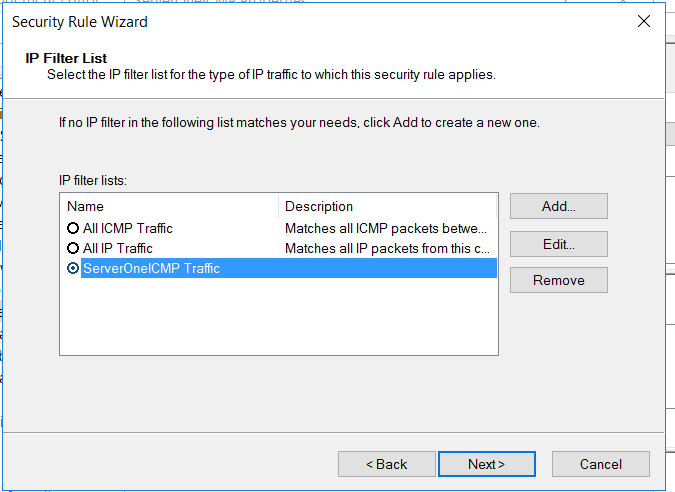 Security Rule Wizard
IP Filter List
Select the IP filter list for the type of IP traffic to which this security rule applies.
If no IP filter in the following list matches your needs, click Add to create a new one.
IP filter lists:
Name Description
All ICMP Traffic Matches all ICMP packets betwe...
All IP Traffic Matches all IP packets from this c...
ServerOneICMP Traffic
Add...
Edit...
Remove
< Back Next > Cancel